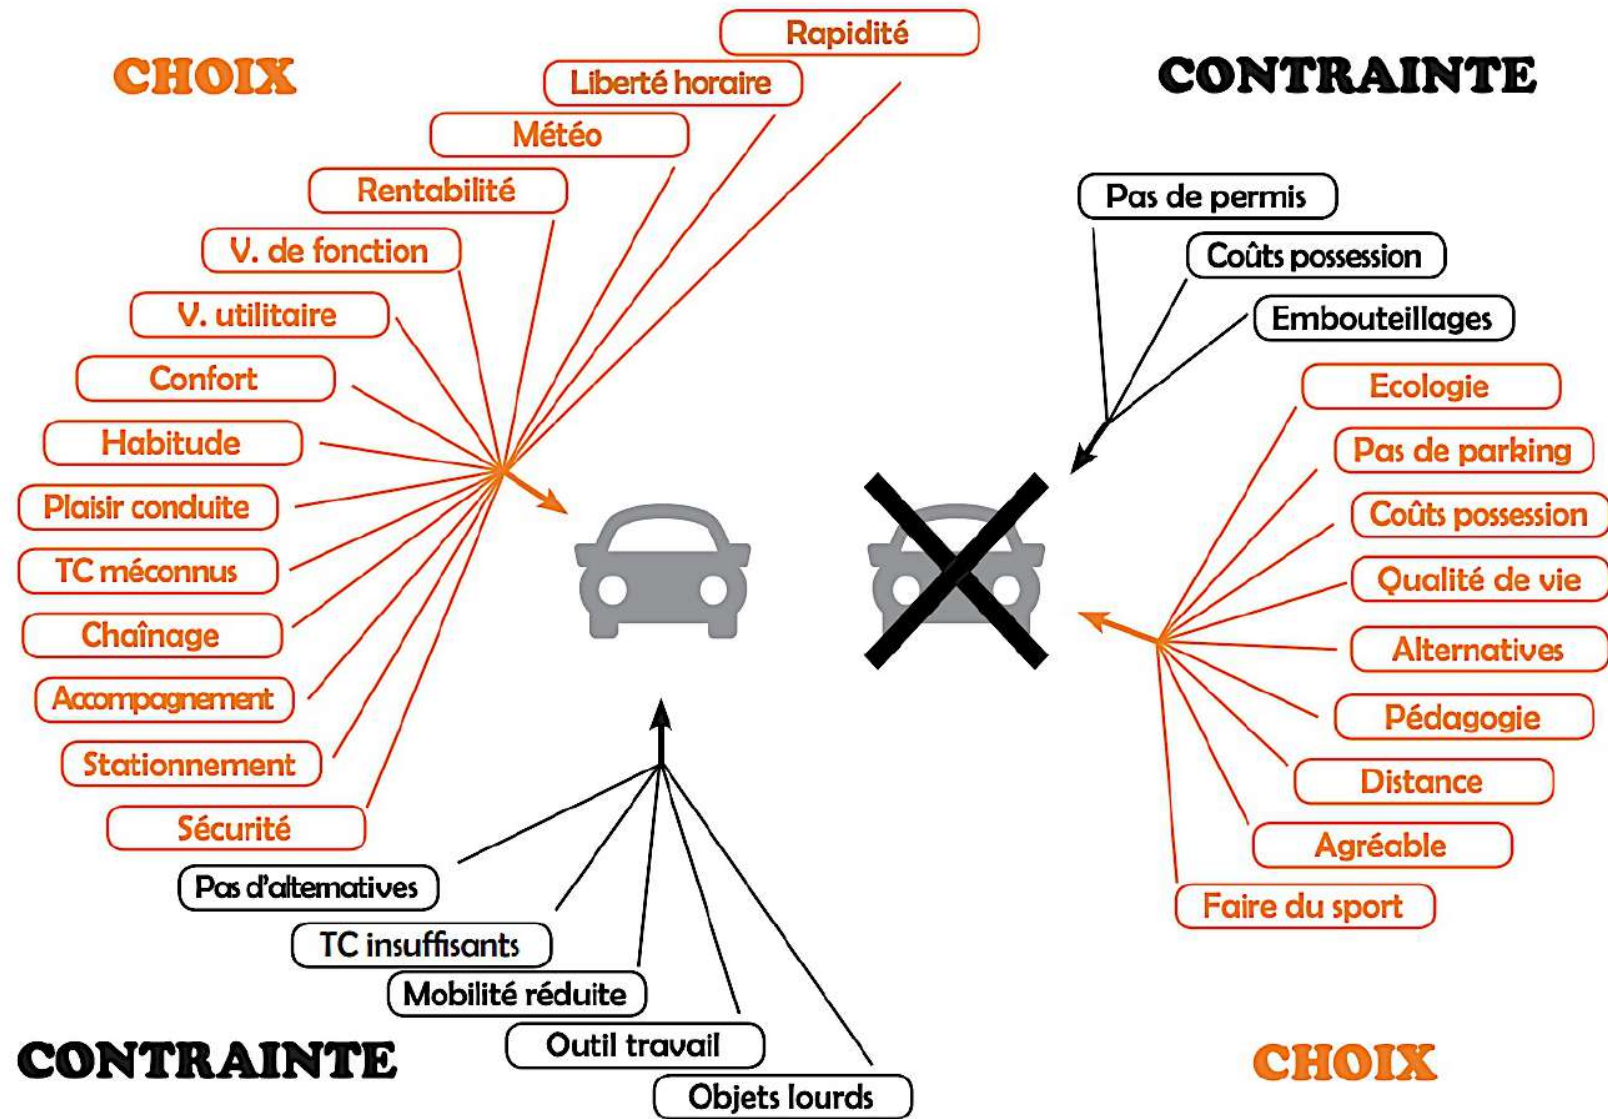 CHOIX
Rapidité
Liberté horaire
Météo
Rentabilité
V. de fonction
V. utilitaire
Confort
Habitude
Plaisir conduite
TC méconnus
Chaînage
Accompagnement
Stationnement
Sécurité
CONTRAINTE
Pas de permis
Coûts possession
Embouteillages
Ecologie
Pas de parking
Coûts possession
Qualité de vie
Alternatives
Pédagogie
Distance
Agréable
Faire du sport
CHOIX
Pas d'alternatives
TC insuffisants
Mobilité réduite
Outil travail
Objets lourds
CONTRAINTE